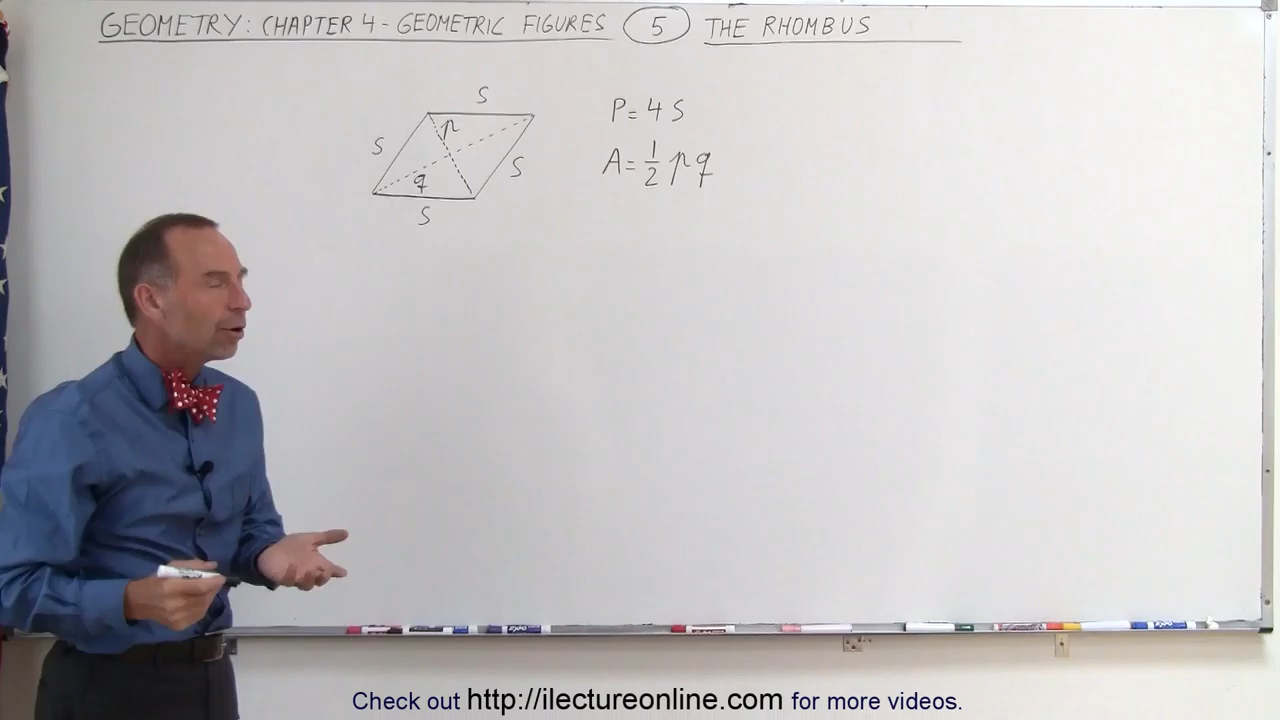 GEOMETRY: CHAPTER 4 - GEOMETRIC FIGURES 5 THE RHOMBUS
S
P = 4 S
p
S
S
A = 1/2 p q
q
S
Check out http://ilectureonline.com for more videos.